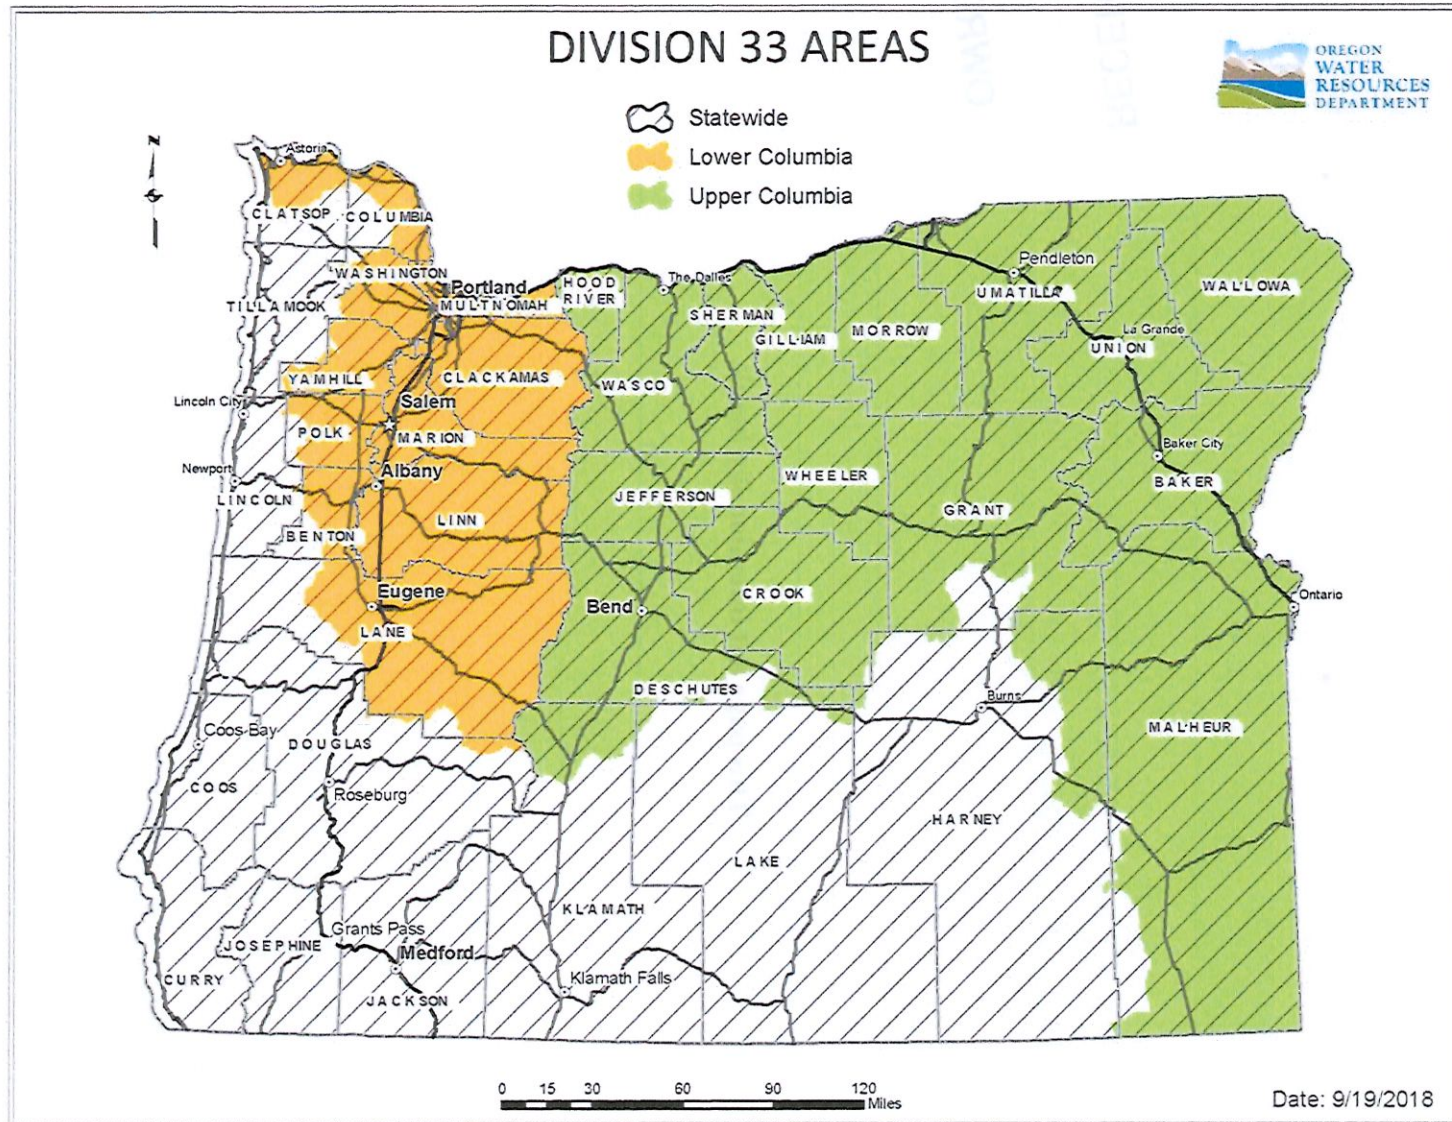 DIVISION 33 AREAS
OREGON
WATER
RESOURCES
DEPARTMENT
Statewide
Lower Columbia
Upper Columbia
N
Astoria
CLATSOP
COLUMBIA
WASHINGTON
Portland
MULTNOMAH
HOOD
RIVER
The Dalles
Pendleton
UMATILLA
WALLOWA
TILLAMOOK
SHERMAN
GILLIAM
MORROW
La Grande
UNION
YAMHILL
CLACKAMAS
WASCO
Lincoln City
Salem
POLK
MARION
Baker City
Newport
Albany
LINCOLN
JEFFERSON
WHEELER
BAKER
LINN
GRANT
BENTON
Eugene
Bend
CROOK
Ontario
LANE
DESCHUTES
Burns
Coos Bay
DOUGLAS
MALHEUR
COOS
Roseburg
HARNEY
LAKE
KLAMATH
Grants Pass
JOSEPHINE
Medford
CURRY
JACKSON
Klamath Falls
0 15 30 60 90 120
Miles
Date: 9/19/2018